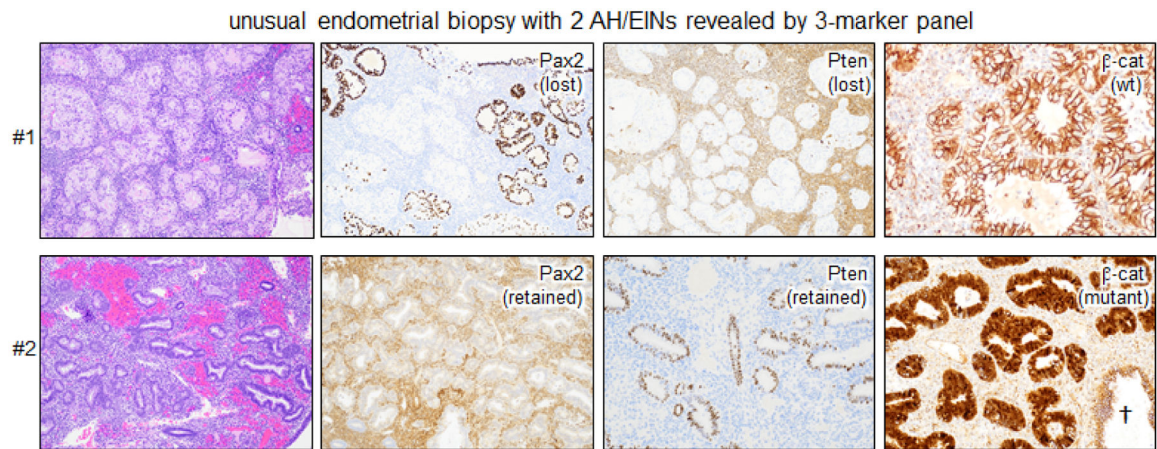 unusual endometrial biopsy with 2 AH/EINs revealed by 3-marker panel
#1
Pax2
(lost)
Pten
(lost)
β-cat
(wt)
#2
Pax2
(retained)
Pten
(retained)
β-cat
(mutant)
†